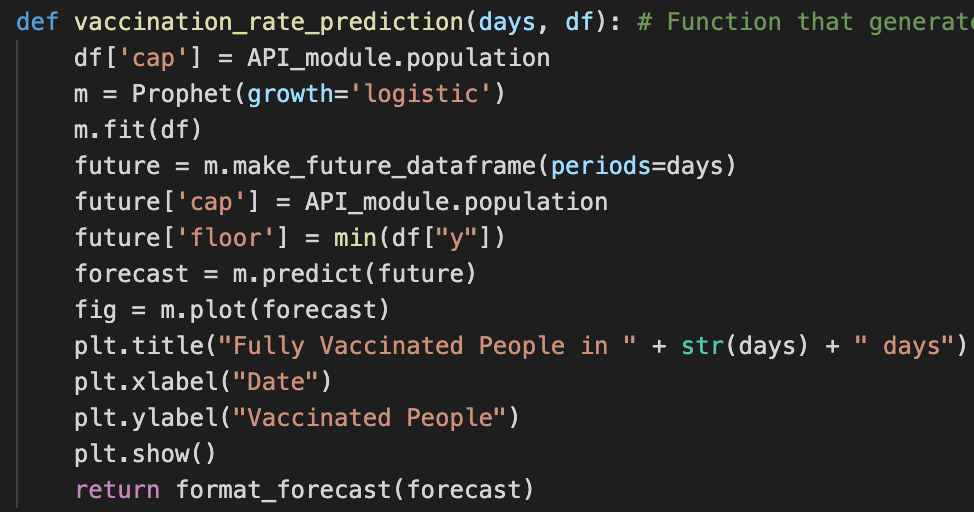 def vaccination_rate_prediction(days, df): # Function that
    df['cap'] = API_module.population
    m = Prophet(growth='logistic')
    m.fit(df)
    future = m.make_future_dataframe(periods=days)
    future['cap'] = API_module.population
    future['floor'] = min(df["y"])
    forecast = m.predict(future)
    fig = m.plot(forecast)
    plt.title("Fully Vaccinated People in " + str(days) + " days")
    plt.xlabel("Date")
    plt.ylabel("Vaccinated People")
    plt.show()
    return format_forecast(forecast)